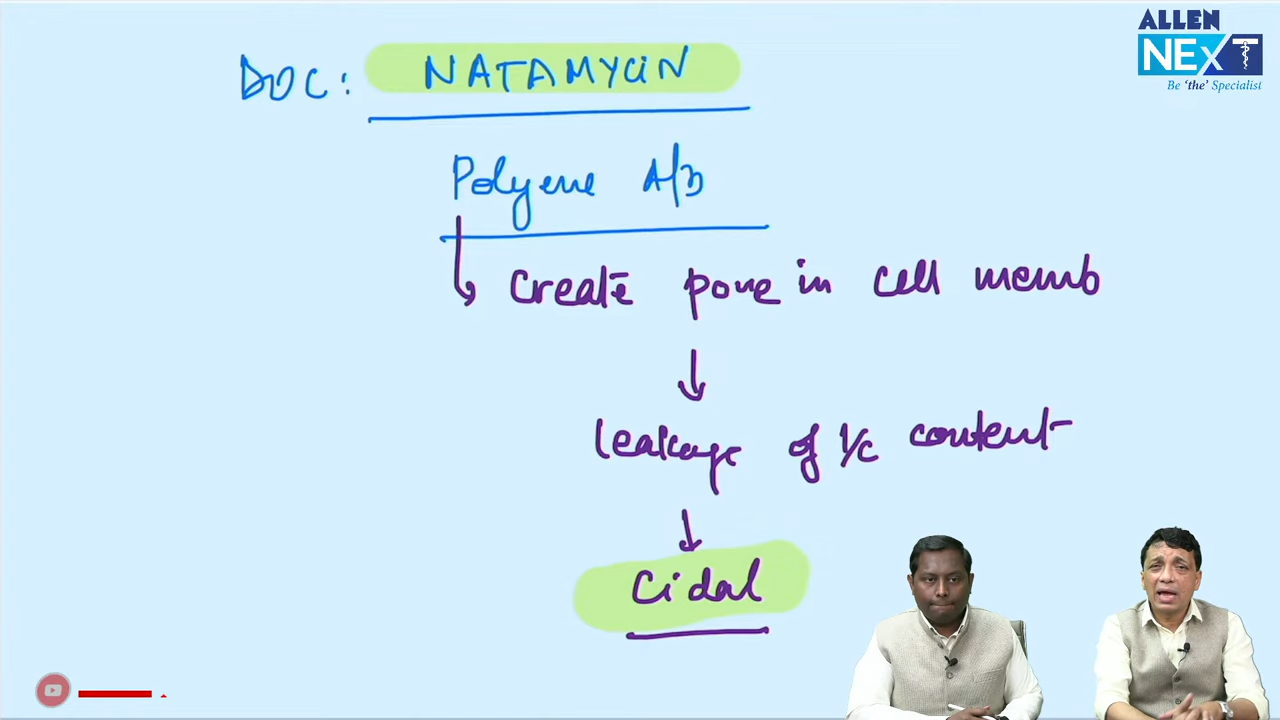 ALLEN
NEXT
Be 'the' Specialist
DOC: NATAMYCIN
Polyene A/B
Create pore in cell memb
leakage of I/C content
Cidal